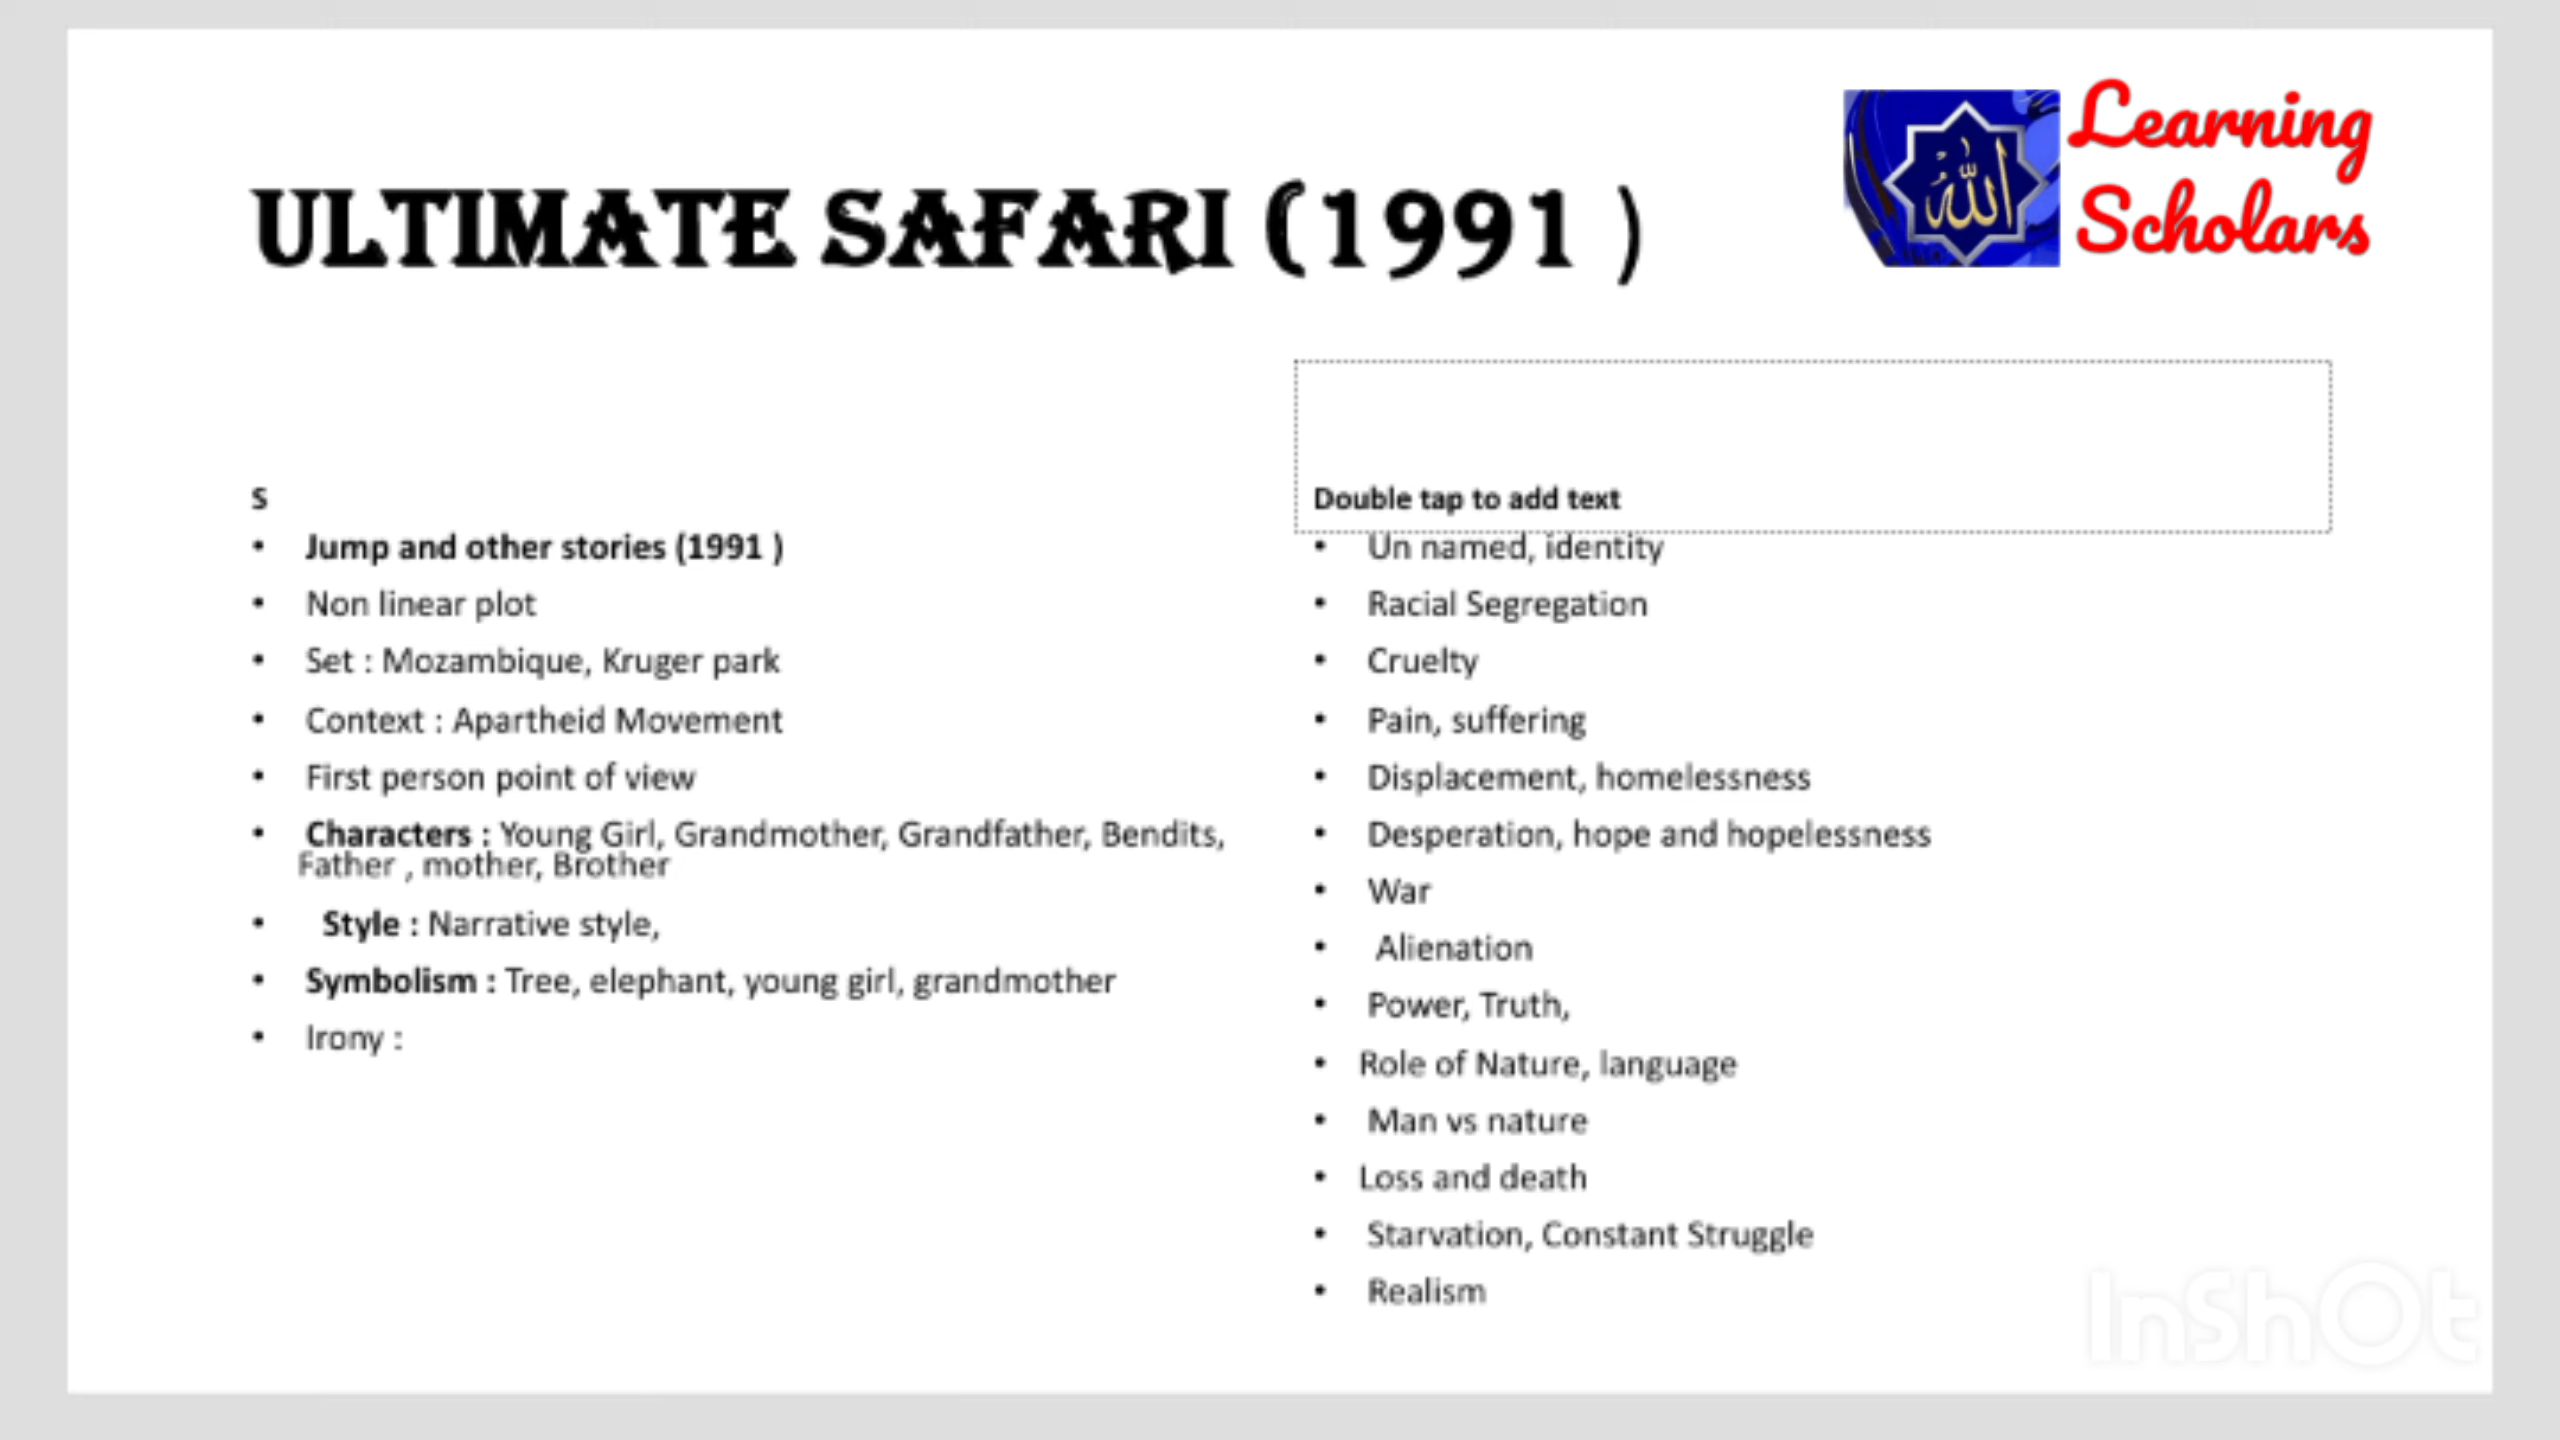 Learning
Scholars
الله
ULTIMATE SAFARI (1991 )
S
• Jump and other stories (1991 )
• Non linear plot
• Set : Mozambique, Kruger park
• Context : Apartheid Movement
• First person point of view
• Characters : Young Girl, Grandmother, Grandfather, Bendits,
Father , mother, Brother
• Style : Narrative style,
• Symbolism : Tree, elephant, young girl, grandmother
• Irony :
Double tap to add text
• Un named, identity
• Racial Segregation
• Cruelty
• Pain, suffering
• Displacement, homelessness
• Desperation, hope and hopelessness
• War
• Alienation
• Power, Truth,
• Role of Nature, language
• Man vs nature
• Loss and death
• Starvation, Constant Struggle
• Realism
InShOt